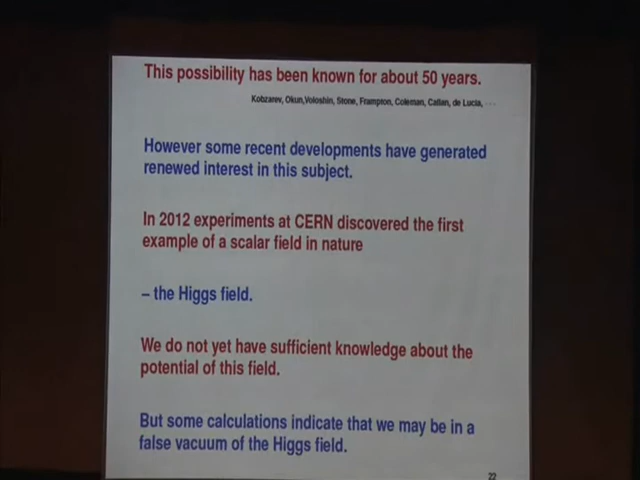 This possibility has been known for about 50 years.
Kobzarev, Okun,Voloshin, Stone, Frampton, Coleman, Callan, de Lucia, ···
However some recent developments have generated
renewed interest in this subject.
In 2012 experiments at CERN discovered the first
example of a scalar field in nature
– the Higgs field.
We do not yet have sufficient knowledge about the
potential of this field.
But some calculations indicate that we may be in a
false vacuum of the Higgs field.
22